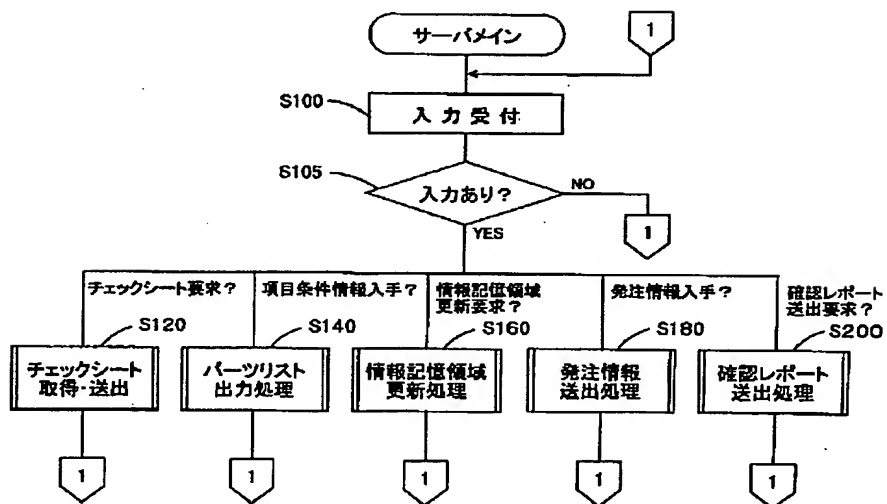 サーバメイン
1
S100
入力受付
S105
入力あり?
NO
1
YES
チェックシート要求?
項目条件情報入手?
情報記憶領域
更新要求?
発注情報入手?
確認レポート
送出要求?
S120
S140
S160
S180
S200
チェックシート
取得・送出
パーツリスト
出力処理
情報記憶領域
更新処理
発注情報
送出処理
確認レポート
送出処理
1
1
1
1
1